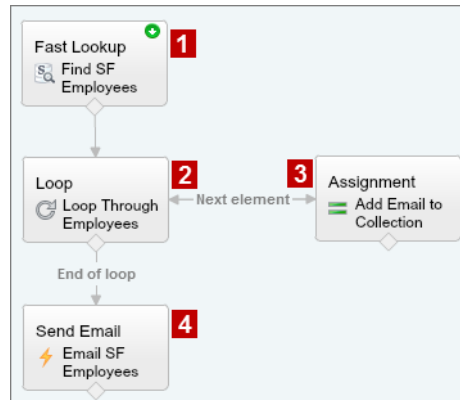 Fast Lookup
Find SF
Employees
1
Loop
Loop Through
Employees
2
Next element
3
Assignment
Add Email to
Collection
End of loop
Send Email
Email SF
Employees
4